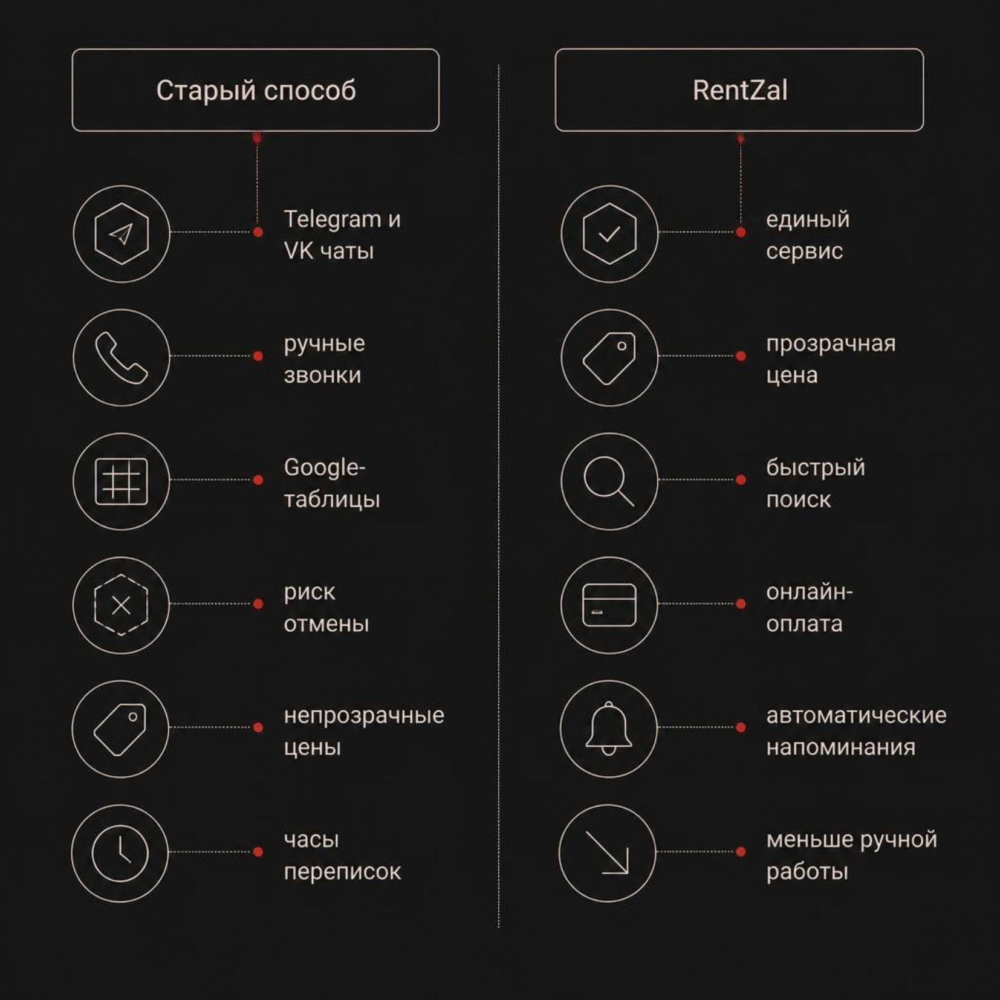 Старый способ
Telegram и
VK чаты
ручные
звонки
Google-
таблицы
риск
отмены
непрозрачные
цены
часы
переписок
RentZal
единый
сервис
прозрачная
цена
быстрый
поиск
онлайн-
оплата
автоматические
напоминания
меньше ручной
работы